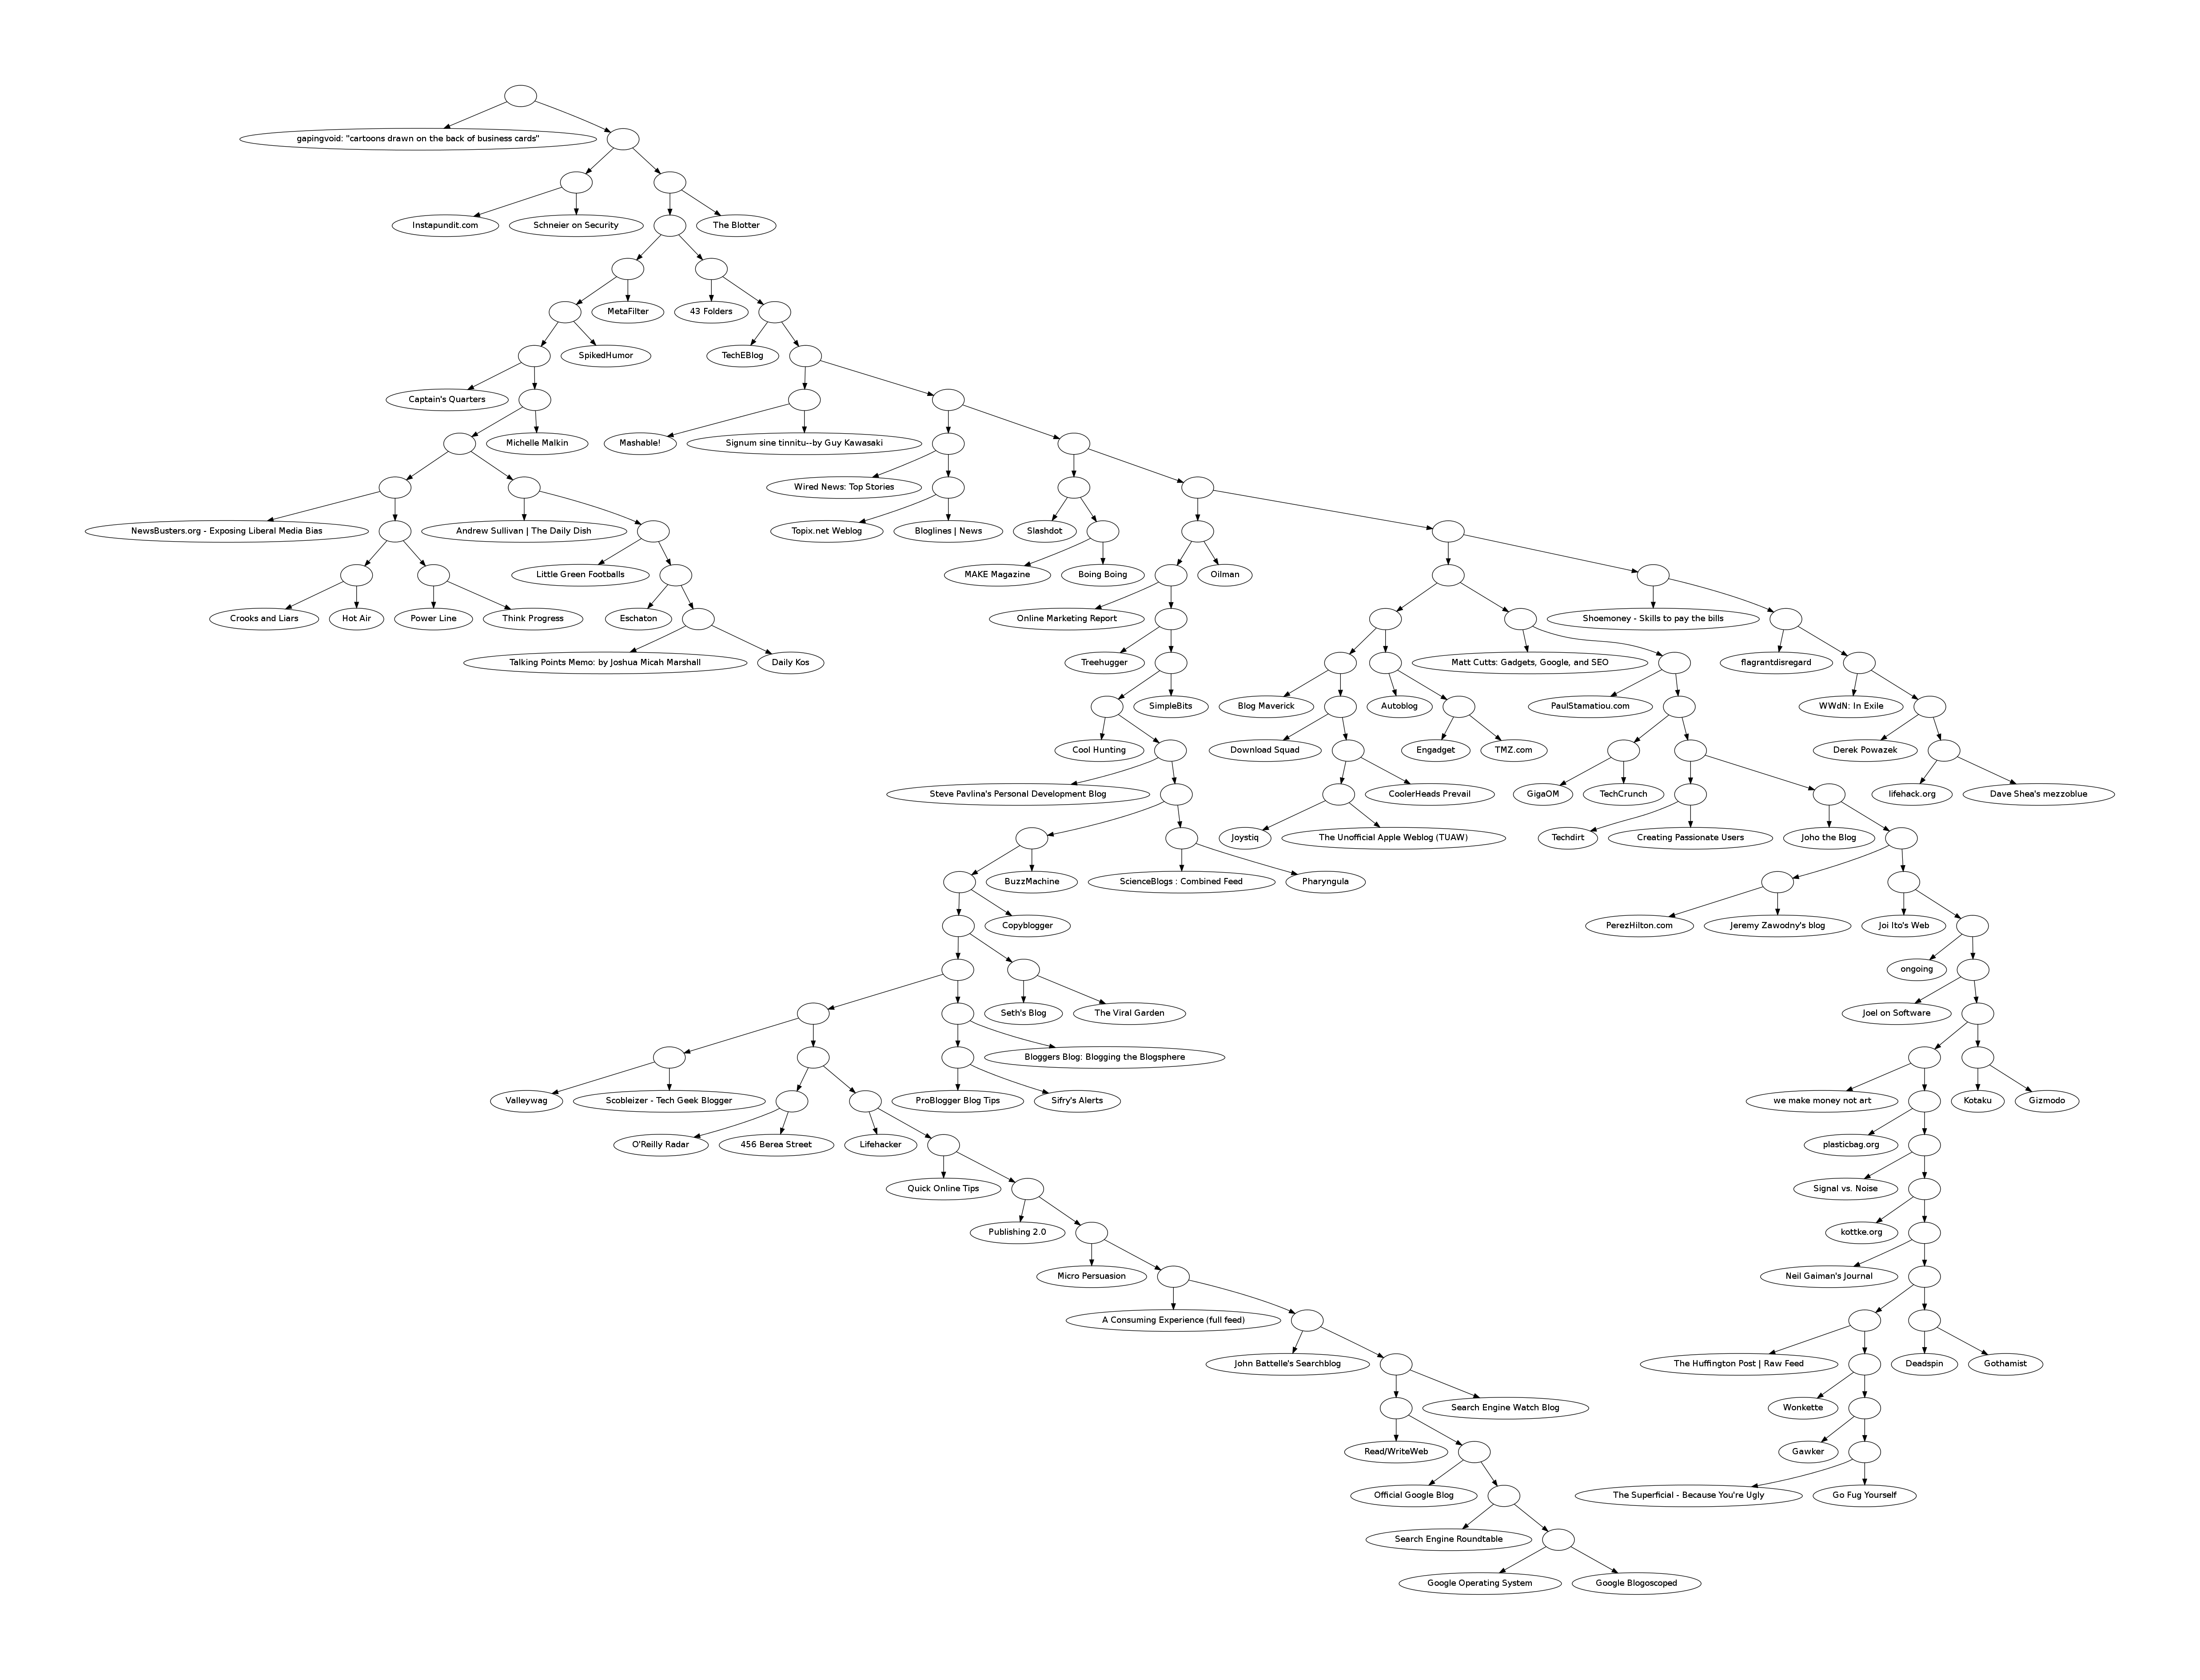 gapingvoid: "cartoons drawn on the back of business cards"
Instapundit.com
Schneier on Security
The Blotter
MetaFilter
43 Folders
SpikedHumor
TechEBlog
Captain's Quarters
Michelle Malkin
Mashable!
Signum sine tinnitu--by Guy Kawasaki
Wired News: Top Stories
NewsBusters.org - Exposing Liberal Media Bias
Andrew Sullivan | The Daily Dish
Topix.net Weblog
Bloglines | News
Slashdot
Little Green Footballs
MAKE Magazine
Boing Boing
Oilman
Crooks and Liars
Hot Air
Power Line
Think Progress
Eschaton
Online Marketing Report
Shoemoney - Skills to pay the bills
Talking Points Memo: by Joshua Micah Marshall
Daily Kos
Treehugger
Matt Cutts: Gadgets, Google, and SEO
flagrantdisregard
SimpleBits
Blog Maverick
Autoblog
PaulStamatiou.com
WWdN: In Exile
Cool Hunting
Download Squad
Engadget
TMZ.com
Derek Powazek
Steve Pavlina's Personal Development Blog
CoolerHeads Prevail
GigaOM
TechCrunch
lifehack.org
Dave Shea's mezzoblue
Joystiq
The Unofficial Apple Weblog (TUAW)
Techdirt
Creating Passionate Users
Joho the Blog
BuzzMachine
ScienceBlogs : Combined Feed
Pharyngula
Copyblogger
PerezHilton.com
Jeremy Zawodny's blog
Joi Ito's Web
ongoing
Seth's Blog
The Viral Garden
Joel on Software
Bloggers Blog: Blogging the Blogsphere
Valleywag
Scobleizer - Tech Geek Blogger
ProBlogger Blog Tips
Sifry's Alerts
we make money not art
Kotaku
Gizmodo
O'Reilly Radar
456 Berea Street
Lifehacker
plasticbag.org
Quick Online Tips
Signal vs. Noise
Publishing 2.0
kottke.org
Micro Persuasion
Neil Gaiman's Journal
A Consuming Experience (full feed)
John Battelle's Searchblog
The Huffington Post | Raw Feed
Deadspin
Gothamist
Search Engine Watch Blog
Wonkette
Read/WriteWeb
Gawker
Official Google Blog
The Superficial - Because You're Ugly
Go Fug Yourself
Search Engine Roundtable
Google Operating System
Google Blogoscoped